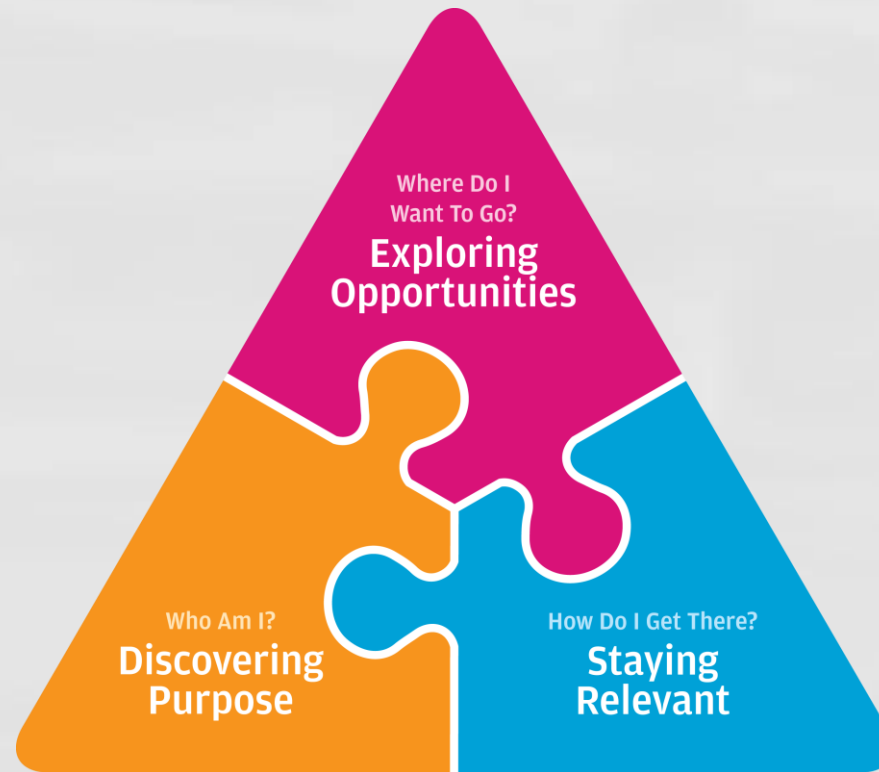 Where Do I
Want To Go?
Exploring
Opportunities
Who Am I?
Discovering
Purpose
How Do I Get There?
Staying
Relevant